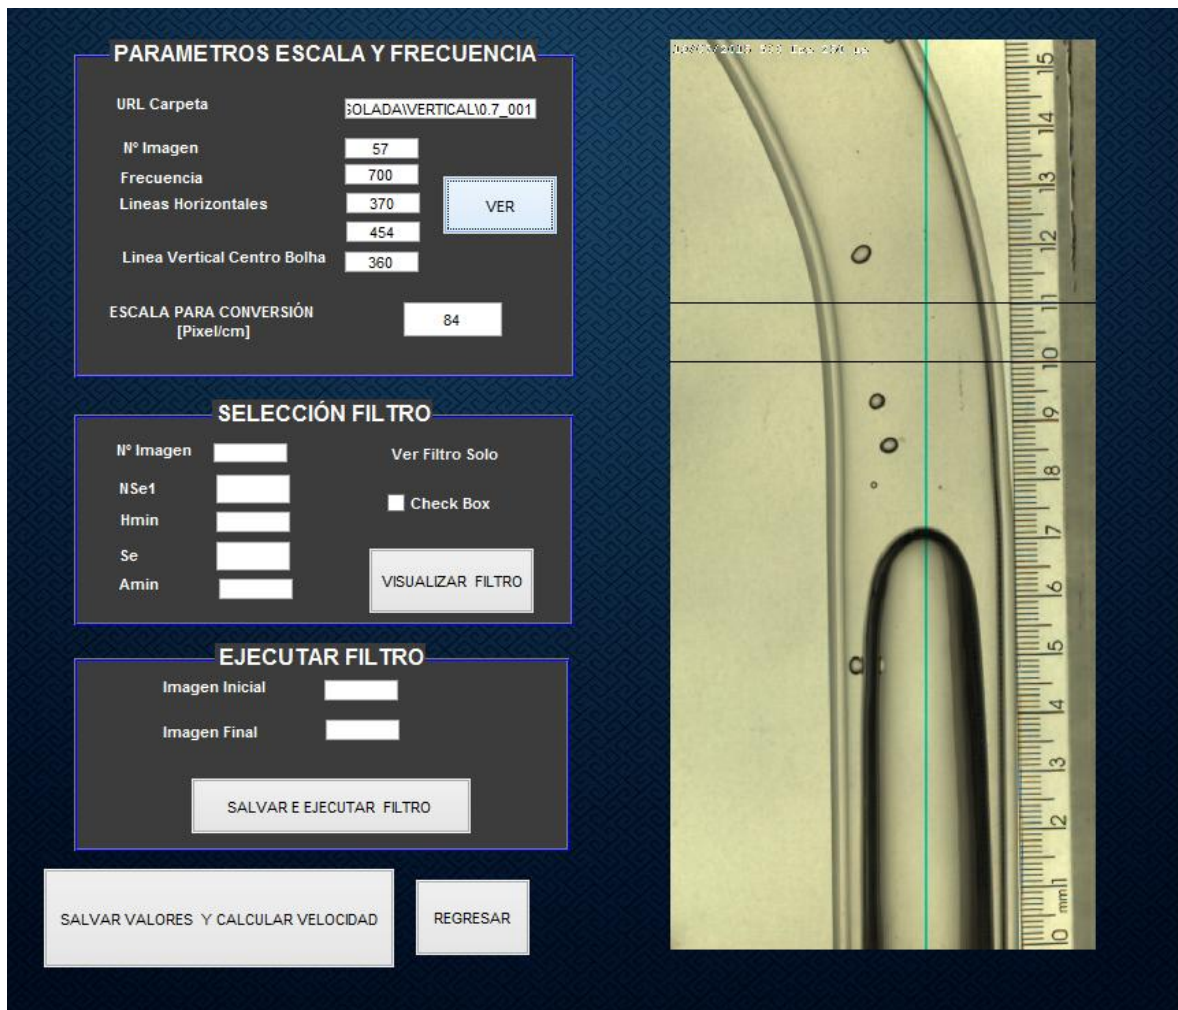 PARAMETROS ESCALA Y FRECUENCIA
URL Carpeta
SOLADA\VERTICAL\0.7_001
Nº Imagen
57
Frecuencia
700
Lineas Horizontales
370
VER
454
Linea Vertical Centro Bolha
360
ESCALA PARA CONVERSIÓN
[Pixel/cm]
84
SELECCIÓN FILTRO
Nº Imagen
Ver Filtro Solo
NSe1
Check Box
Hmin
Se
Amin
VISUALIZAR FILTRO
EJECUTAR FILTRO
Imagen Inicial
Imagen Final
SALVAR E EJECUTAR FILTRO
SALVAR VALORES Y CALCULAR VELOCIDAD
REGRESAR
15
14
13
12
11
10
9
8
7
6
5
4
3
2
1
mm
0